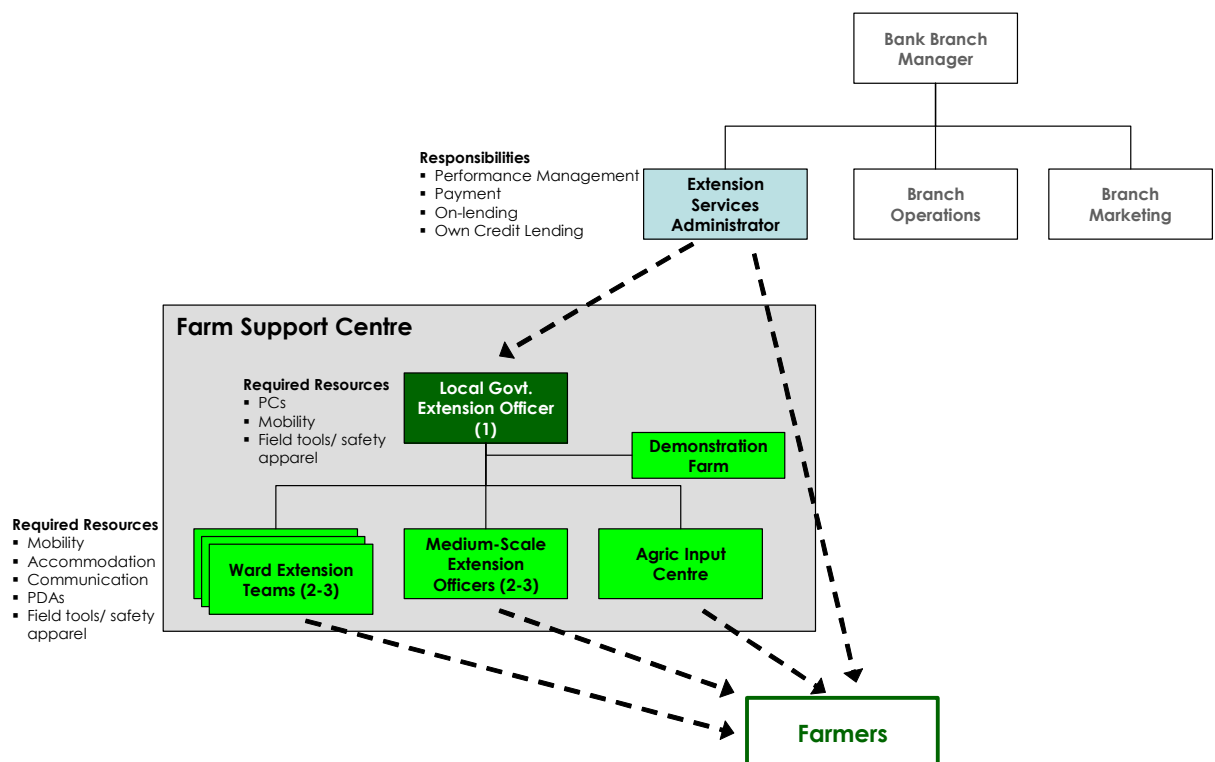 Bank Branch
Manager
Responsibilities
▪ Performance Management
▪ Payment
▪ On-lending
▪ Own Credit Lending
Extension
Services
Administrator
Branch
Operations
Branch
Marketing
Farm Support Centre
Required Resources
▪ PCs
▪ Mobility
▪ Field tools/ safety
apparel
Local Govt.
Extension Officer
(1)
Demonstration
Farm
Required Resources
▪ Mobility
▪ Accommodation
▪ Communication
▪ PDAs
▪ Field tools/ safety
apparel
Ward Extension
Teams (2-3)
Medium-Scale
Extension
Officers (2-3)
Agric Input
Centre
Farmers